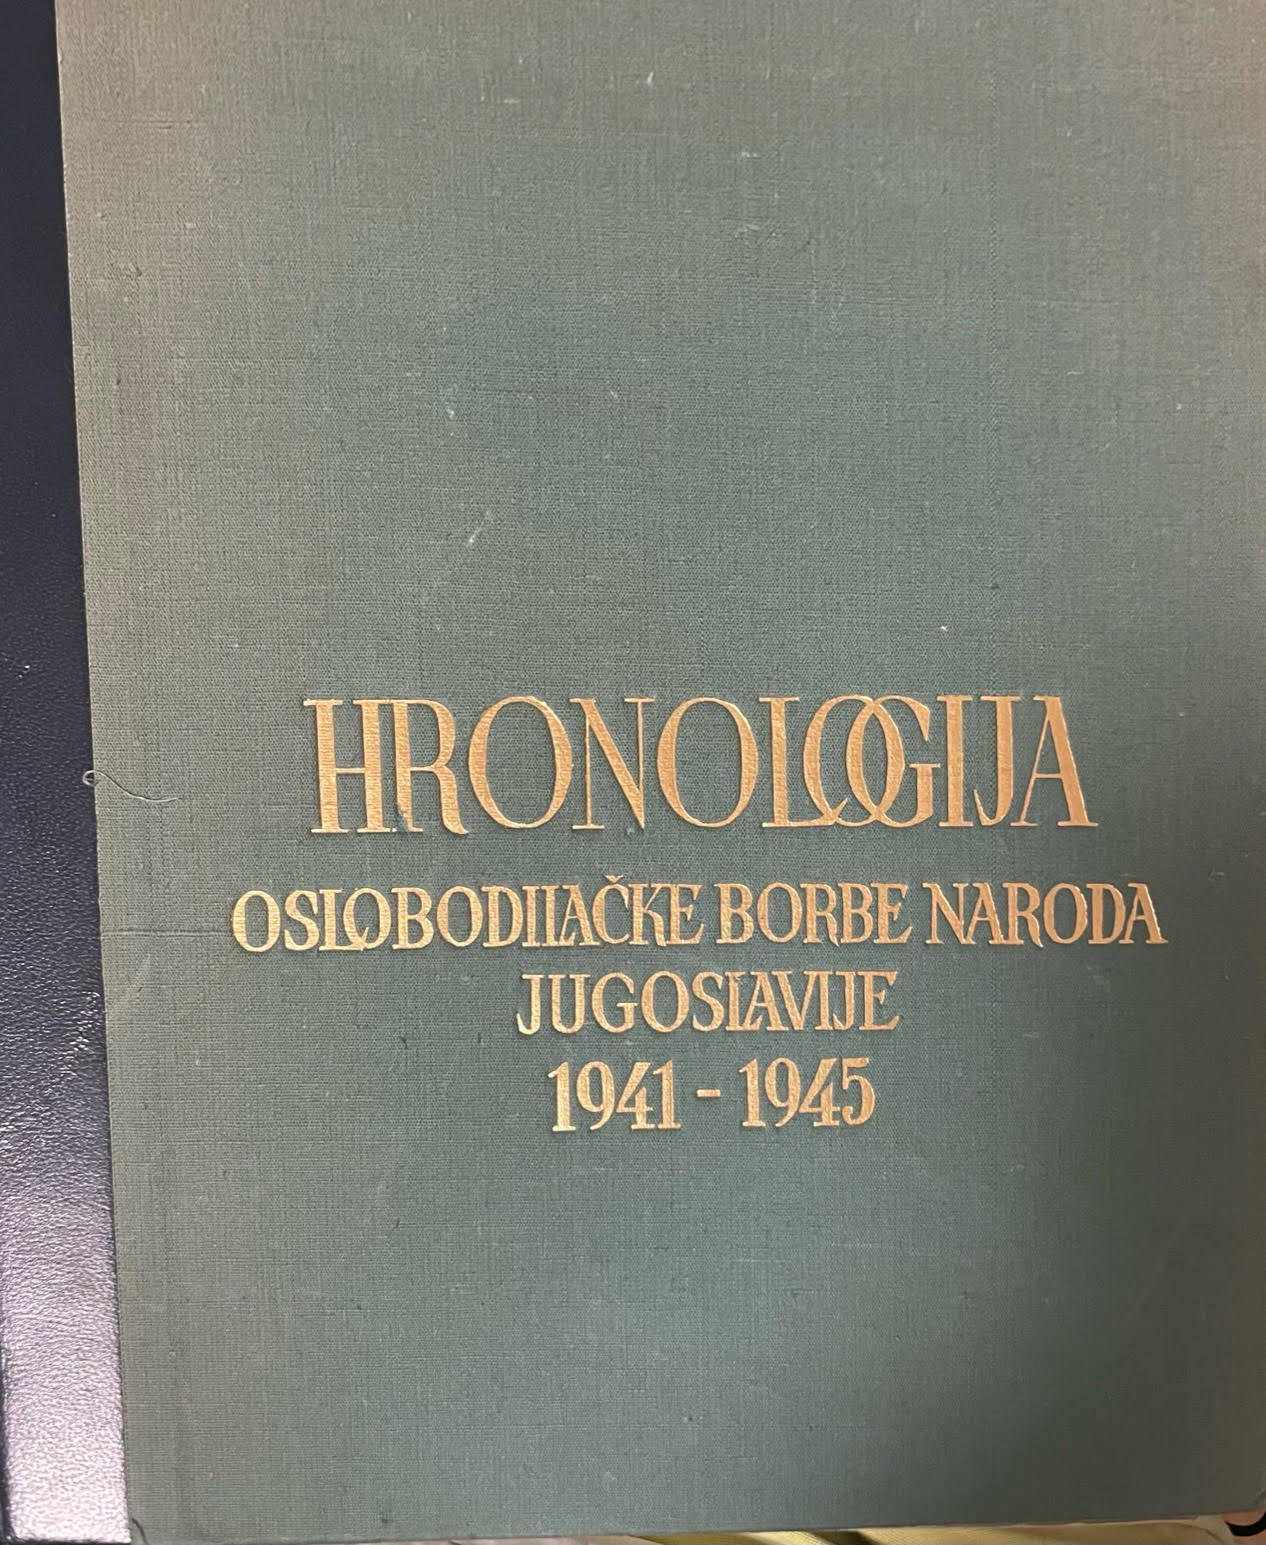 HRONOLOGIJA
OSLOBODILAČKE BORBE NARODA
JUGOSLAVIJE
1941 - 1945